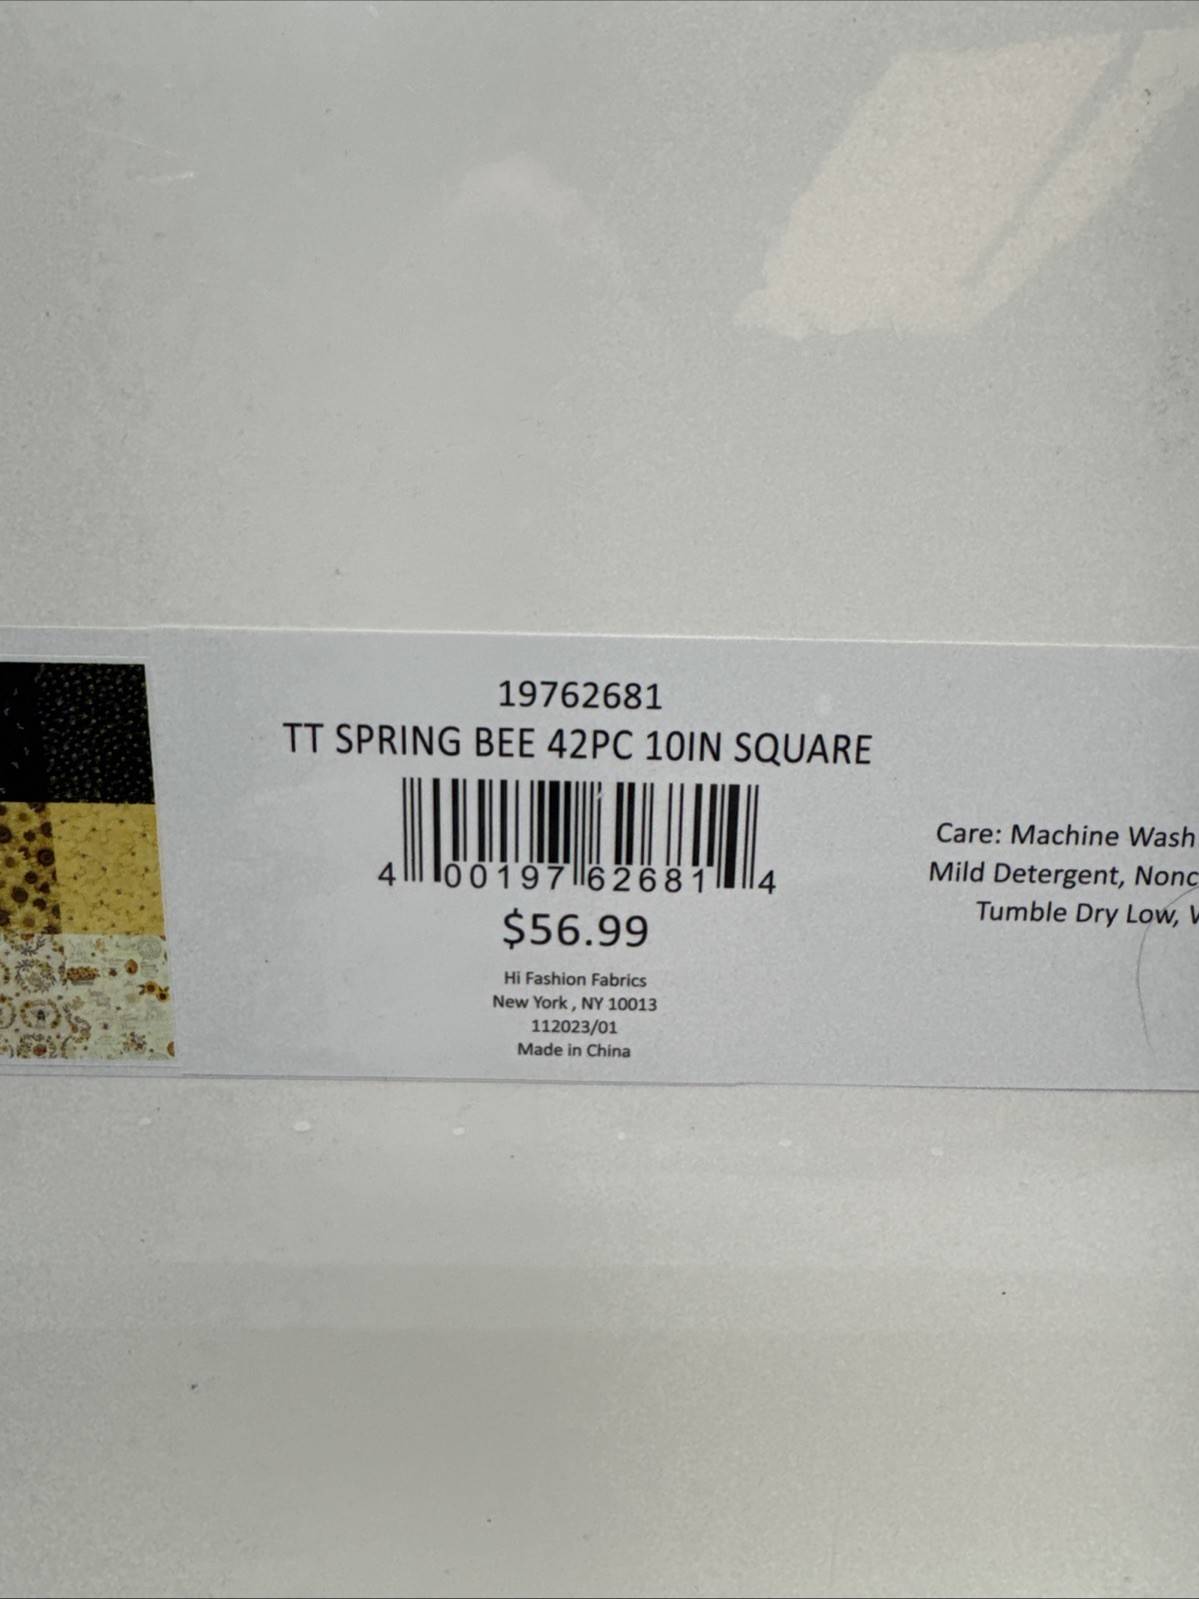 19762681
TT SPRING BEE 42PC 10IN SQUARE
4 00197 62681 4
$56.99
Hi Fashion Fabrics
New York, NY 10013
112023/01
Made in China
Care: Machine Wash
Mild Detergent,
Tumble Dry Low,